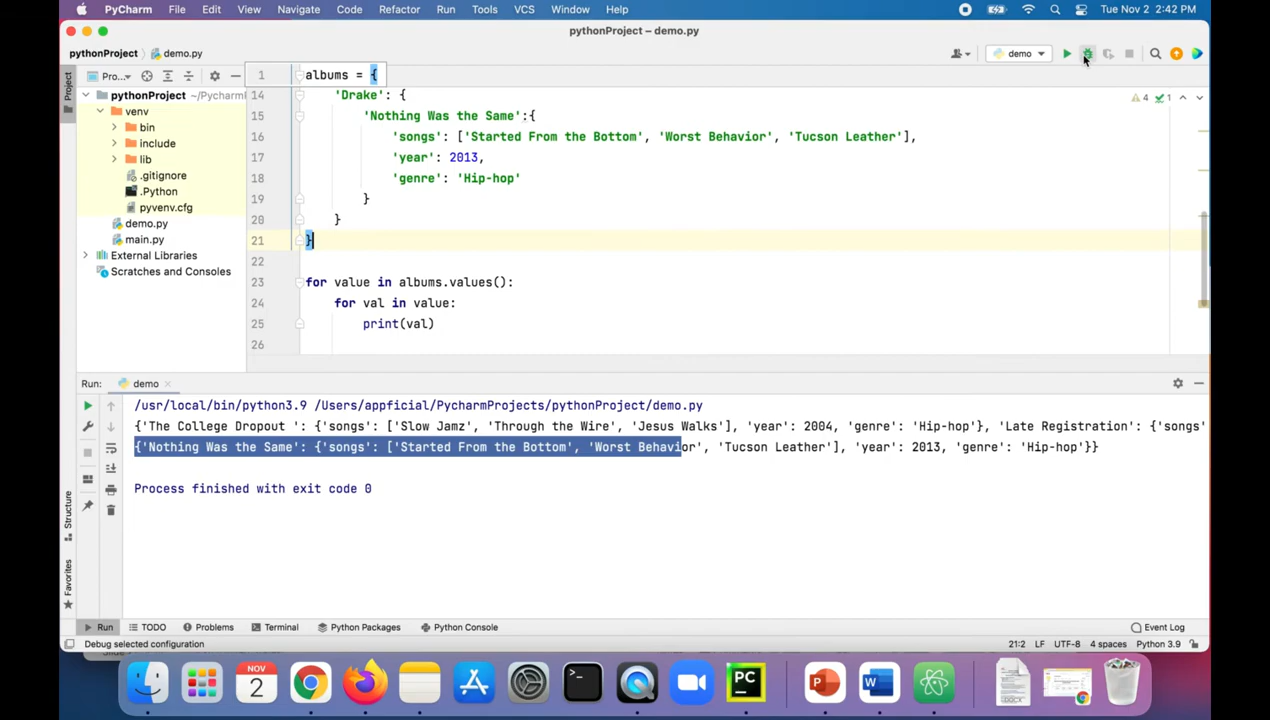 PyCharm File Edit View Navigate Code Refactor Run Tools VCS Window Help Tue Nov 2 2:42 PM
pythonProject – demo.py
pythonProject demo.py demo
Project Pro...
1 albums = {
14 'Drake': {
15 'Nothing Was the Same':{
16 'songs': ['Started From the Bottom', 'Worst Behavior', 'Tucson Leather'],
17 'year': 2013,
18 'genre': 'Hip-hop'
19 }
20 }
21 }
22
23 for value in albums.values():
24 for val in value:
25 print(val)
26
4 1
pythonProject ~/Pycharm
venv
bin
include
lib
.gitignore
.Python
pyvenv.cfg
demo.py
main.py
External Libraries
Scratches and Consoles
Run: demo
/usr/local/bin/python3.9 /Users/appficial/PycharmProjects/pythonProject/demo.py
{'The College Dropout ': {'songs': ['Slow Jamz', 'Through the Wire', 'Jesus Walks'], 'year': 2004, 'genre': 'Hip-hop'}, 'Late Registration': {'songs'
{'Nothing Was the Same': {'songs': ['Started From the Bottom', 'Worst Behavior', 'Tucson Leather'], 'year': 2013, 'genre': 'Hip-hop'}}
Process finished with exit code 0
Structure
Favorites
Run TODO Problems Terminal Python Packages Python Console Event Log
Debug selected configuration 21:2 LF UTF-8 4 spaces Python 3.9
NOV
2
>_
PC
P
W
DOCX